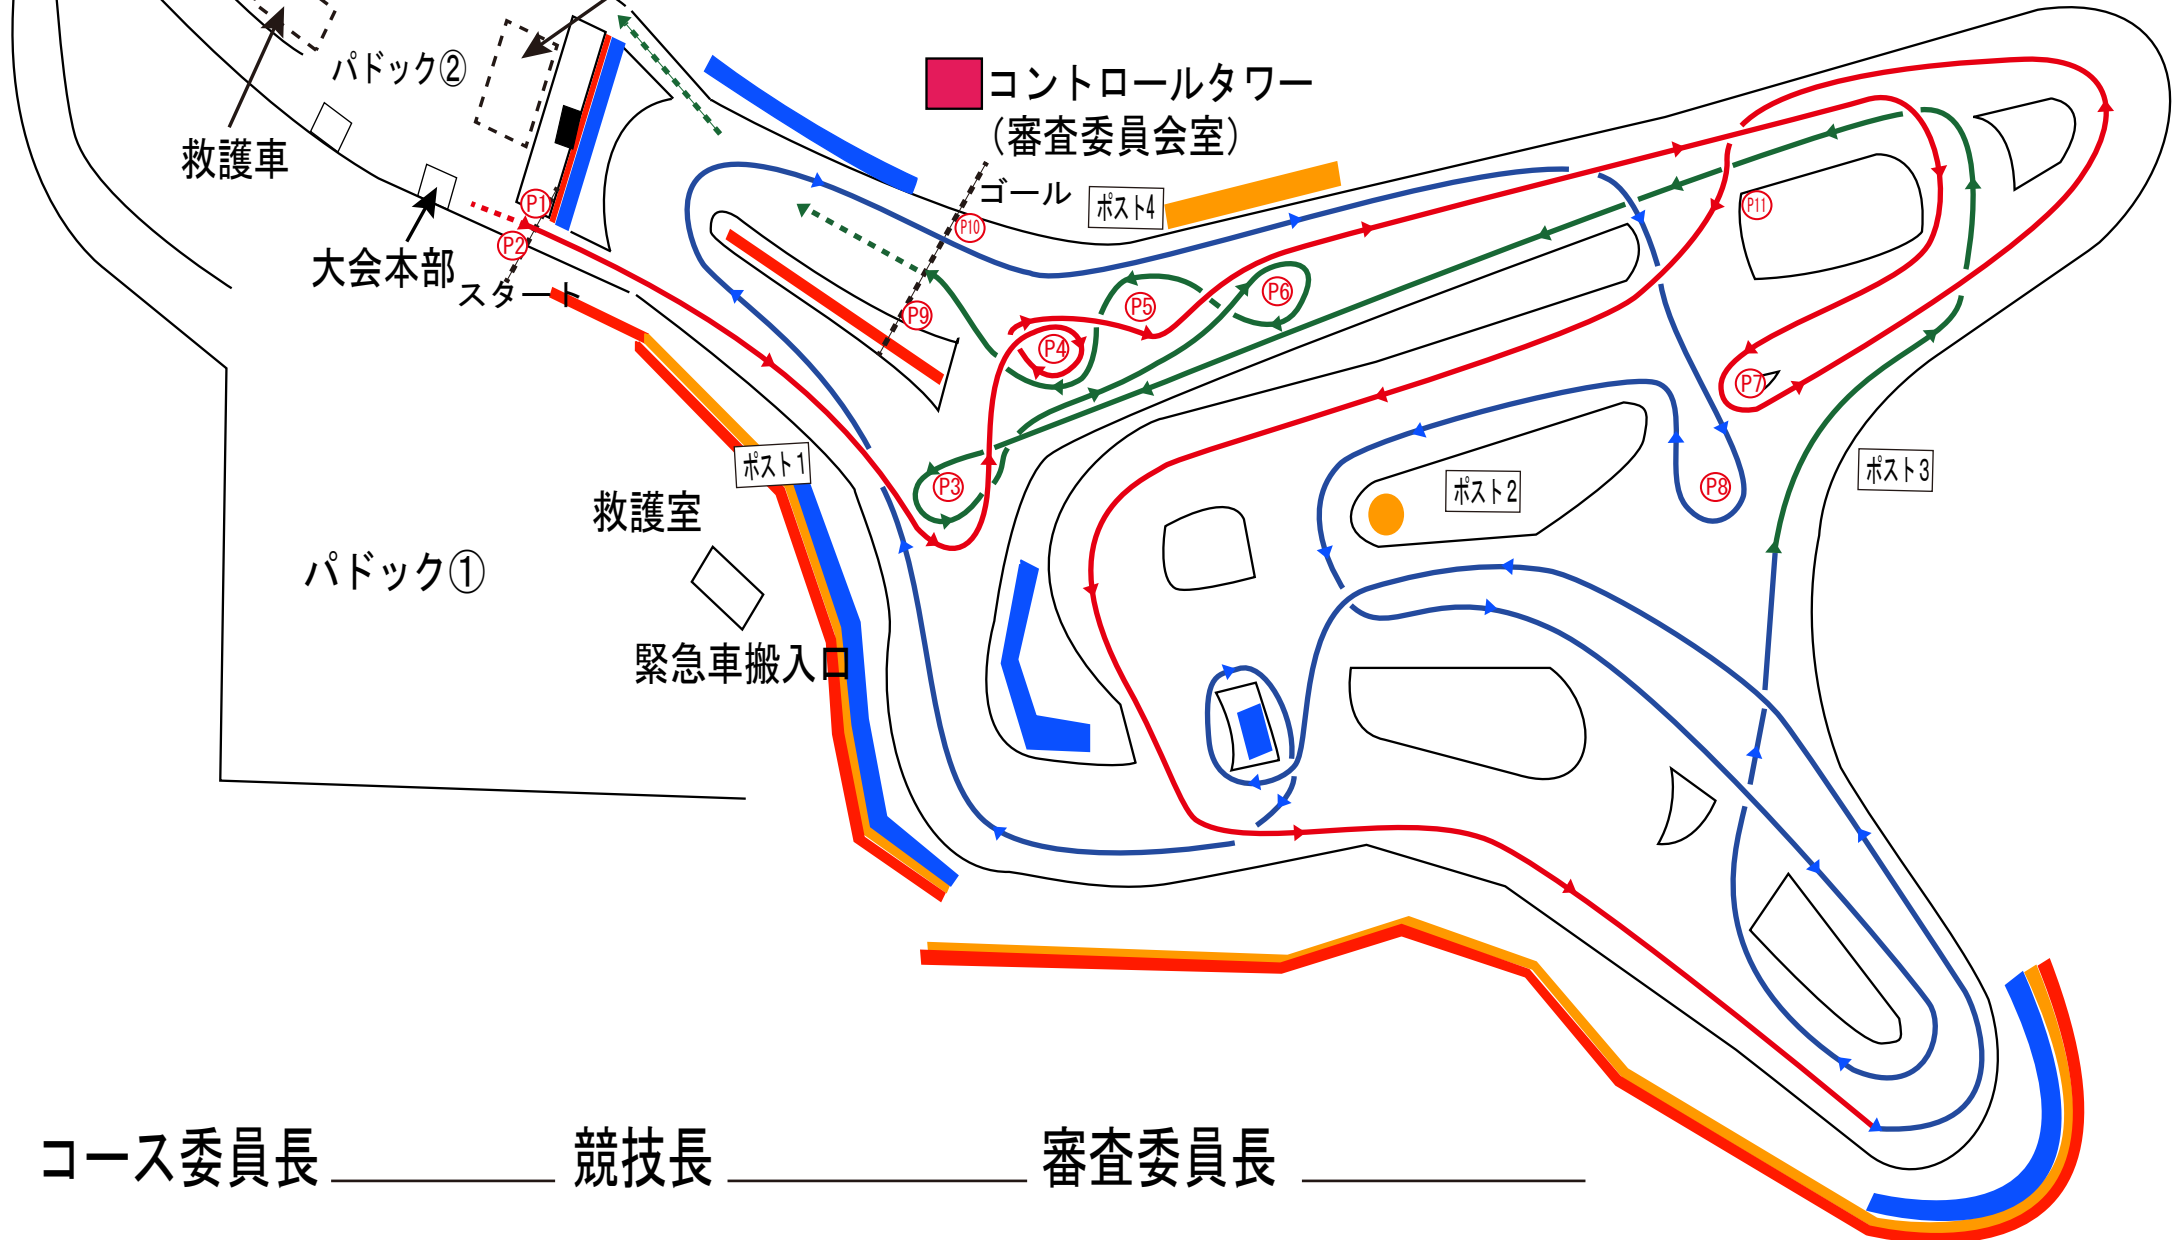 パドック②
コントロールタワー
(審査委員会室)
救護車
ゴール
ポスト4
P1
P2
P10
P11
大会本部
スタート
P9
P5
P6
P4
P7
ポスト1
P3
ポスト2
P8
ポスト3
救護室
パドック①
緊急車搬入口
コース委員長
競技長
審査委員長